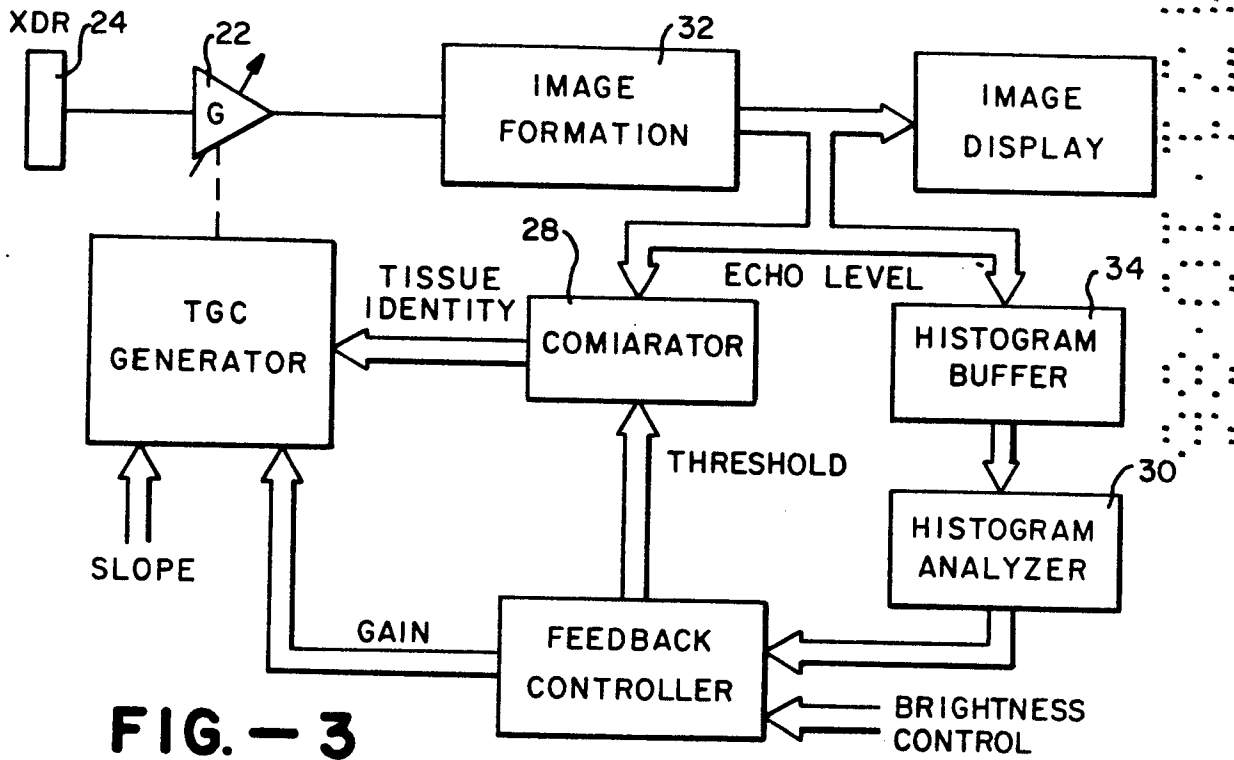 XDR 24
22
G
32
IMAGE
FORMATION
IMAGE
DISPLAY
28
TISSUE
IDENTITY
ECHO LEVEL
34
TGC
GENERATOR
COMIARATOR
HISTOGRAM
BUFFER
THRESHOLD
30
SLOPE
HISTOGRAM
ANALYZER
GAIN
FEEDBACK
CONTROLLER
BRIGHTNESS
CONTROL
FIG. - 3